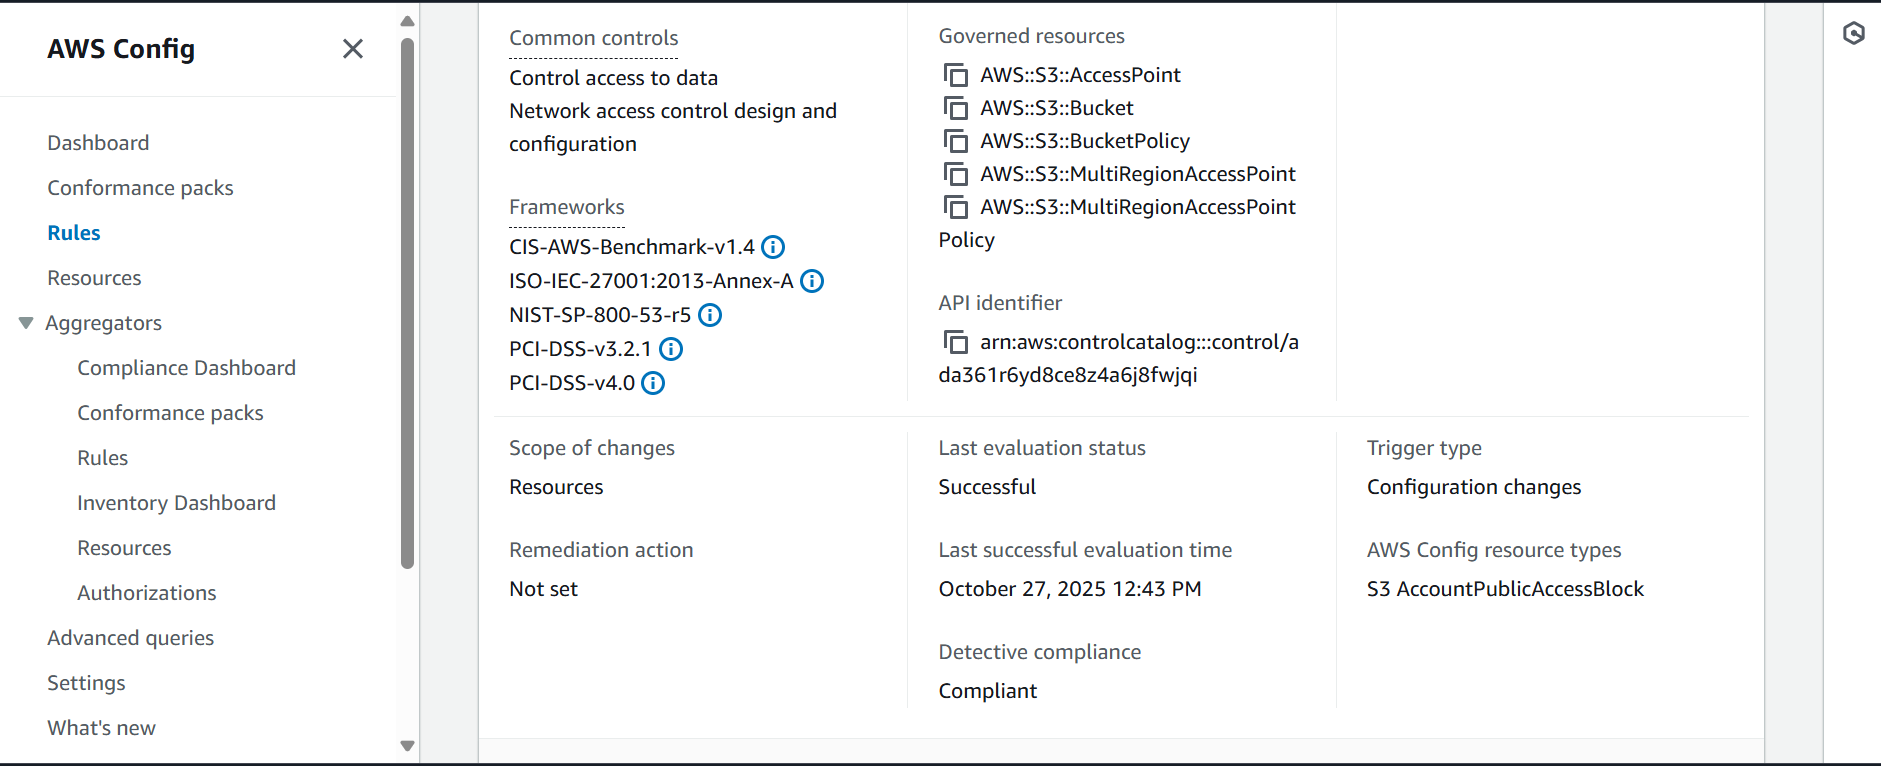 AWS Config
Dashboard
Conformance packs
Rules
Resources
Aggregators
Compliance Dashboard
Conformance packs
Rules
Inventory Dashboard
Resources
Authorizations
Advanced queries
Settings
What's new
Common controls
Control access to data
Network access control design and
configuration
Frameworks
CIS-AWS-Benchmark-v1.4
ISO-IEC-27001:2013-Annex-A
NIST-SP-800-53-r5
PCI-DSS-v3.2.1
PCI-DSS-v4.0
Governed resources
AWS::S3::AccessPoint
AWS::S3::Bucket
AWS::S3::BucketPolicy
AWS::S3::MultiRegionAccessPoint
AWS::S3::MultiRegionAccessPoint
Policy
API identifier
arn:aws:controlcatalog:::control/a
da361r6yd8ce8z4a6j8fwjqi
Scope of changes
Resources
Remediation action
Not set
Last evaluation status
Successful
Last successful evaluation time
October 27, 2025 12:43 PM
Detective compliance
Compliant
Trigger type
Configuration changes
AWS Config resource types
S3 AccountPublicAccessBlock